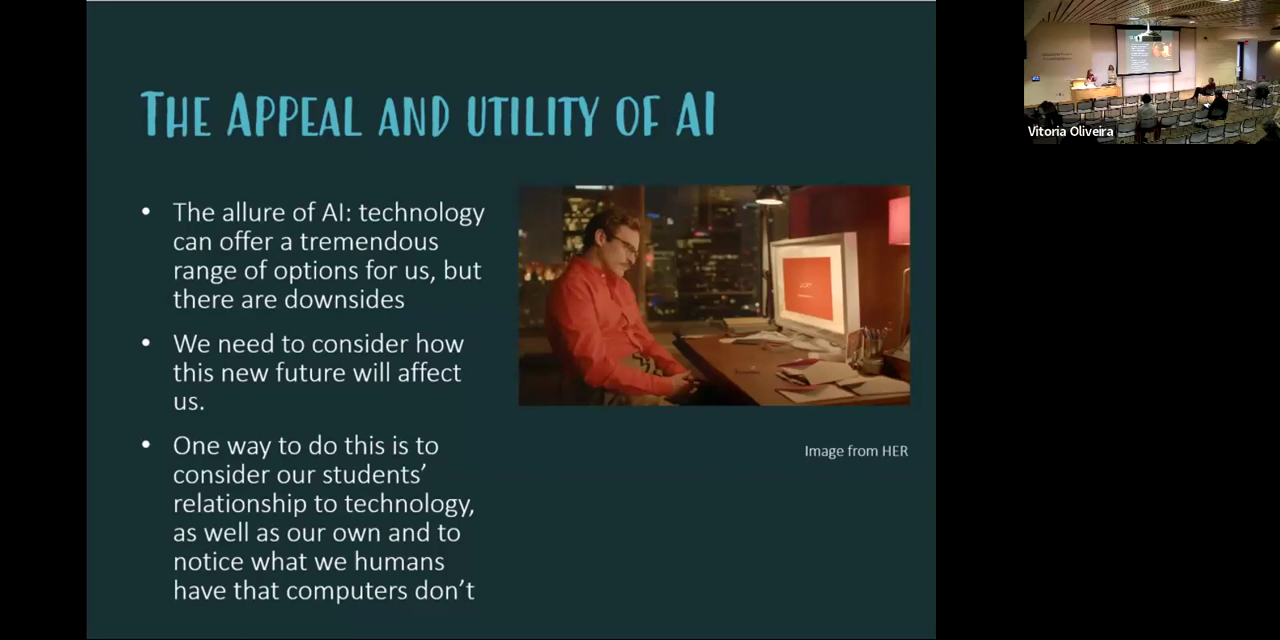 THE APPEAL AND UTILITY OF AI
• The allure of AI: technology
can offer a tremendous
range of options for us, but
there are downsides
• We need to consider how
this new future will affect
us.
• One way to do this is to
consider our students’
relationship to technology,
as well as our own and to
notice what we humans
have that computers don’t
Image from HER
Vitoria Oliveira